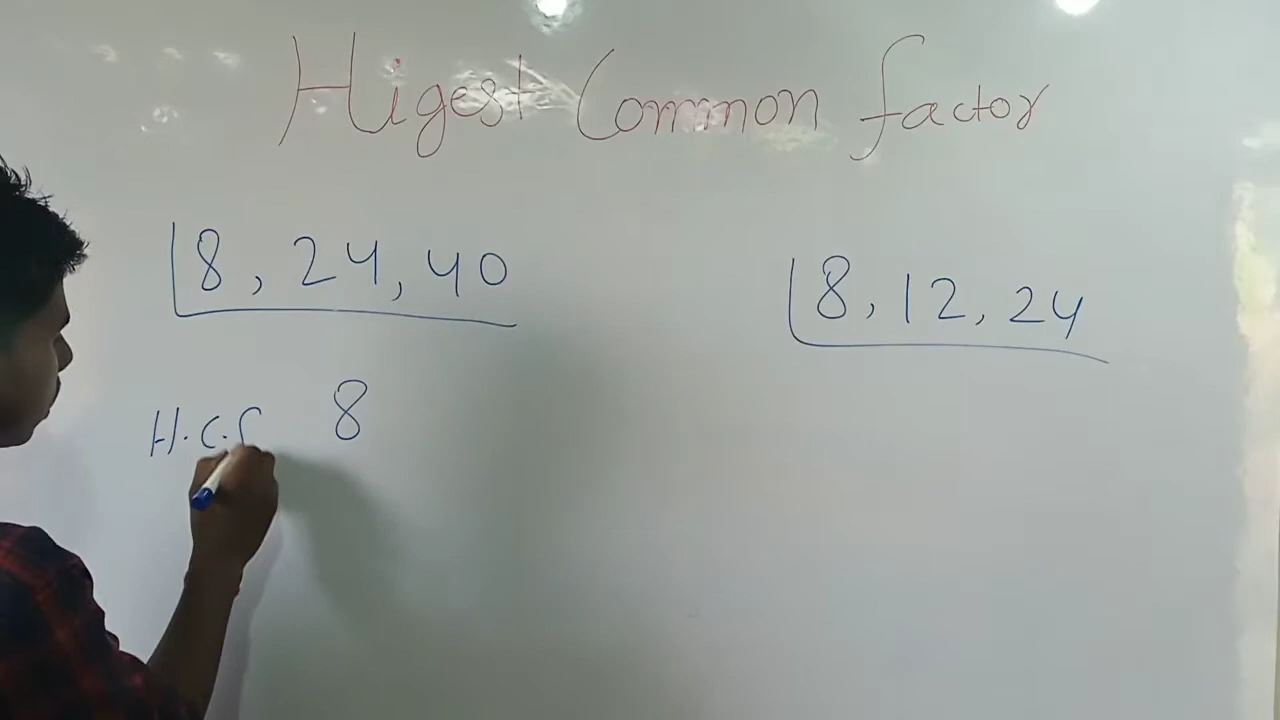 Higest Common factor
8, 24, 40
8, 12, 24
H.C.F 8